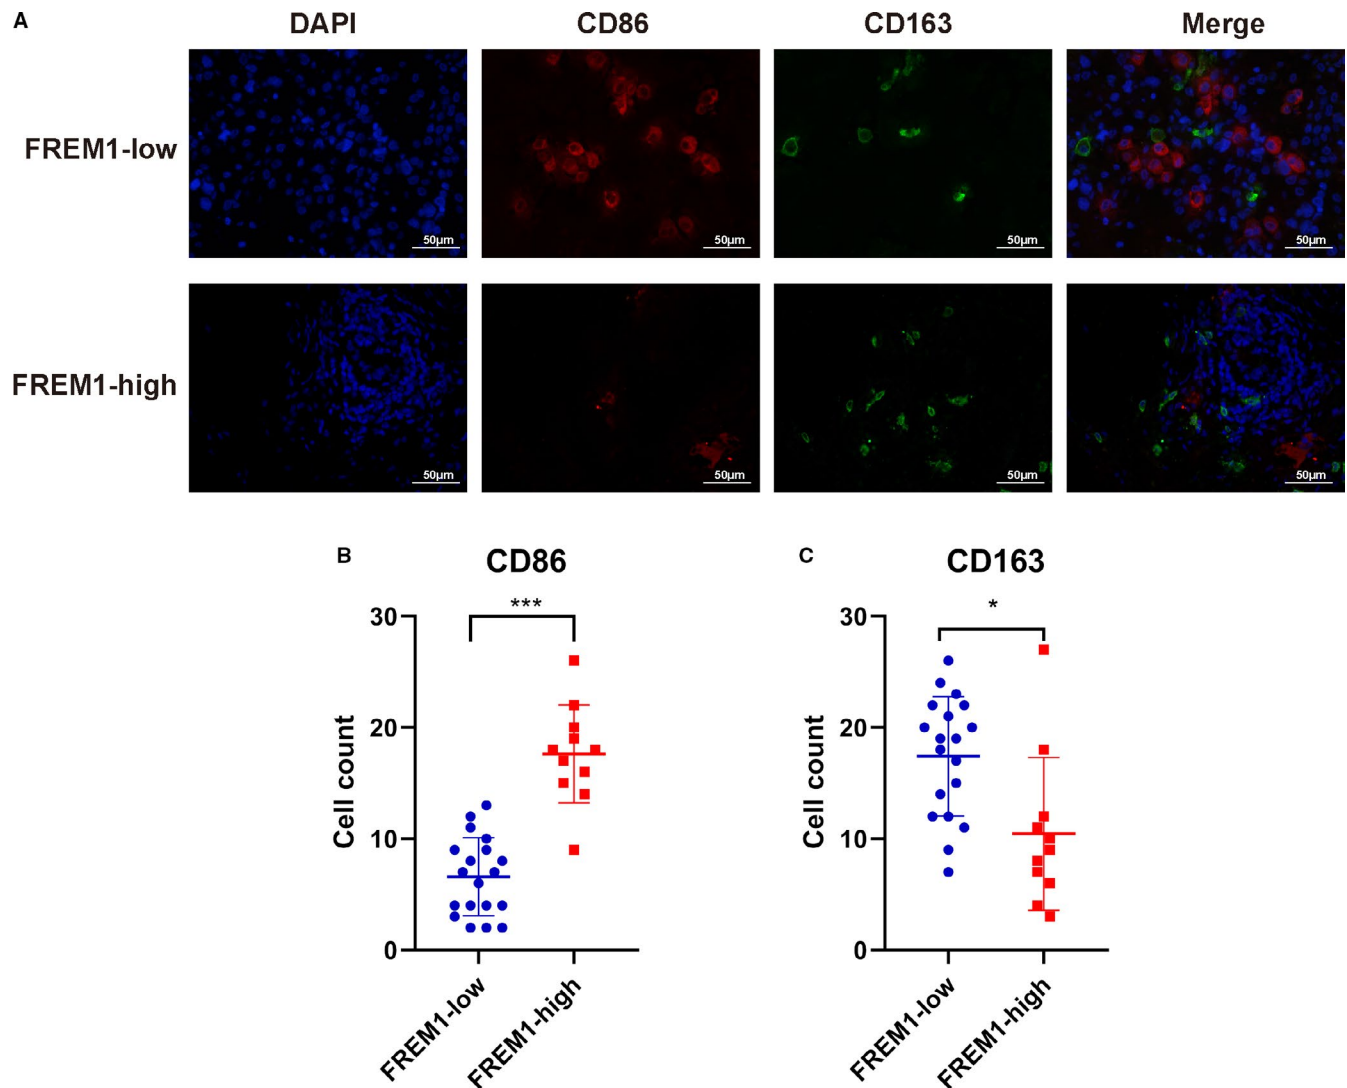 A
DAPI CD86 CD163 Merge
FREM1-low
50µm 50µm 50µm 50µm
FREM1-high
50µm 50µm 50µm 50µm
B CD86
***
30
20
10
0
Cell count
FREM1-low
FREM1-high
C CD163
*
30
20
10
0
Cell count
FREM1-low
FREM1-high